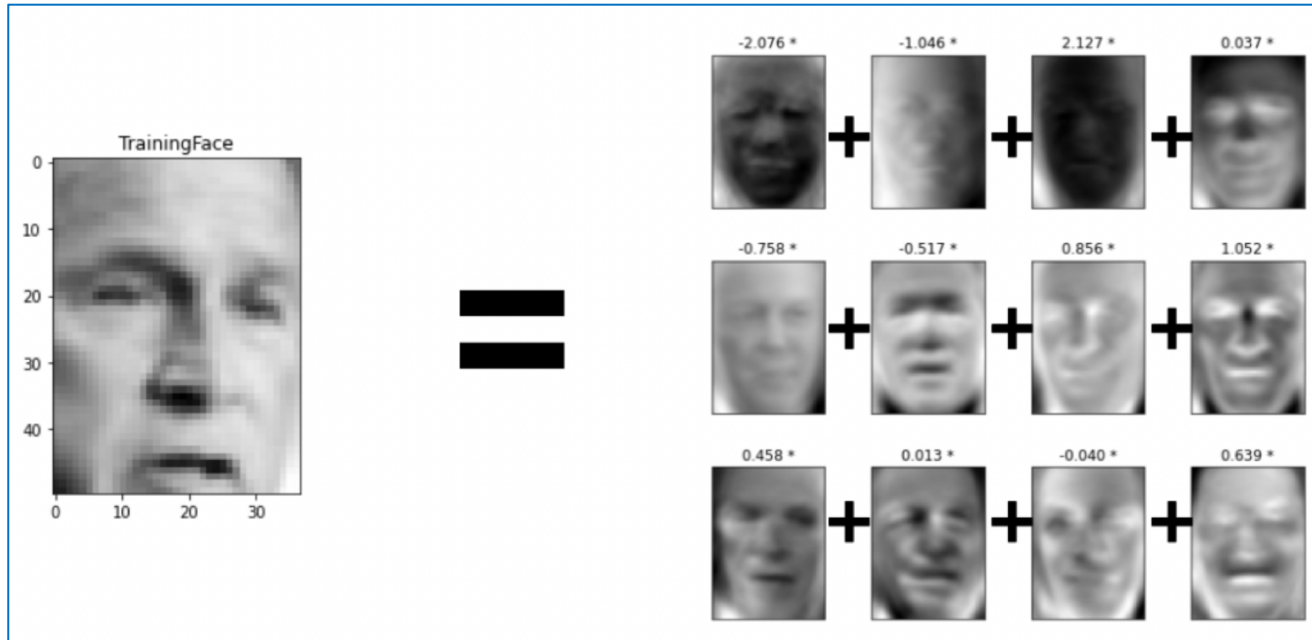 -2.076 * -1.046 * 2.127 * 0.037 *
+ + +
TrainingFace
0
10
20
30
40
0 10 20 30
=
-0.758 * -0.517 * 0.856 * 1.052 *
+ + +
0.458 * 0.013 * -0.040 * 0.639 *
+ + +